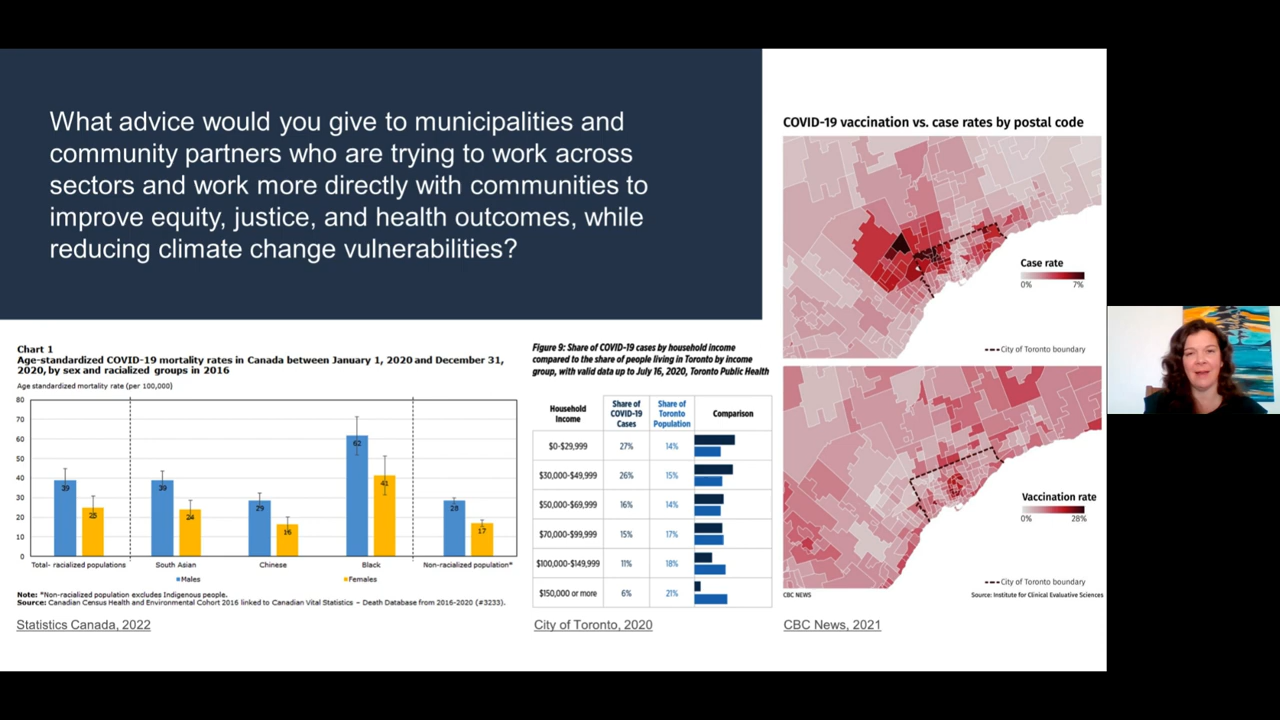 What advice would you give to municipalities and
community partners who are trying to work across
sectors and work more directly with communities to
improve equity, justice, and health outcomes, while
reducing climate change vulnerabilities?
Chart 1
Age-standardized COVID-19 mortality rates in Canada between January 1, 2020 and December 31,
2020, by sex and racialized groups in 2016
Age standardized mortality rate (per 100,000)
80
70
60
50
40
30
20
10
0
39
25
39
24
29
16
62
41
28
17
Total- racialized populations
South Asian
Chinese
Black
Non-racialized population*
Males
Females
Note: *Non-racialized population excludes Indigenous people.
Source: Canadian Census Health and Environmental Cohort 2016 linked to Canadian Vital Statistics – Death Database from 2016-2020 (#3233).
Statistics Canada, 2022
Figure 9: Share of COVID-19 cases by household income
compared to the share of people living in Toronto by income
group, with valid data up to July 16, 2020, Toronto Public Health
Household Income
Share of COVID-19 Cases
Share of Toronto Population
Comparison
$0-$29,999 27% 14%
$30,000-$49,999 26% 15%
$50,000-$69,999 16% 14%
$70,000-$99,999 15% 17%
$100,000-$149,999 11% 18%
$150,000 or more 6% 21%
City of Toronto, 2020
COVID-19 vaccination vs. case rates by postal code
Case rate
0% 7%
City of Toronto boundary
Vaccination rate
0% 28%
City of Toronto boundary
CBC NEWS
Source: Institute for Clinical Evaluative Sciences
CBC News, 2021